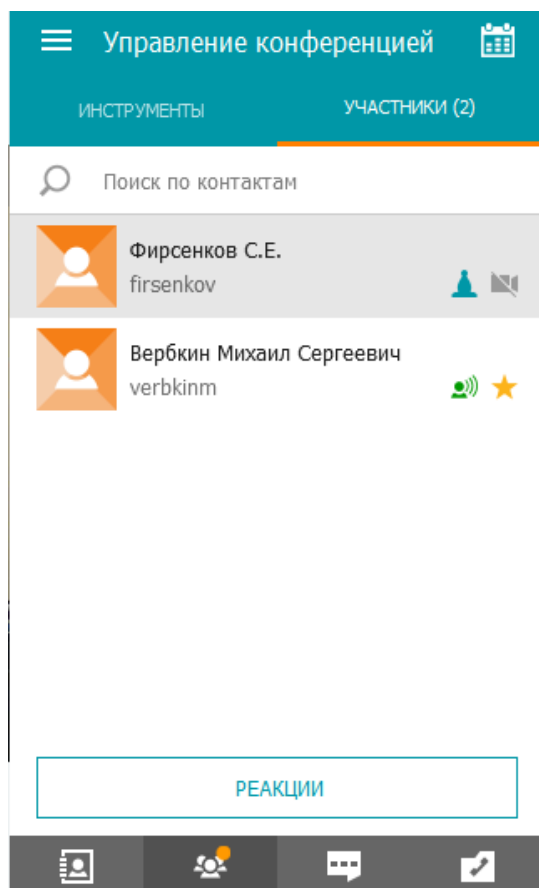 Управление конференцией
ИНСТРУМЕНТЫ
УЧАСТНИКИ (2)
Поиск по контактам
Фирсенков С.Е.
firsenkov
Вербкин Михаил Сергеевич
verbkinm
РЕАКЦИИ